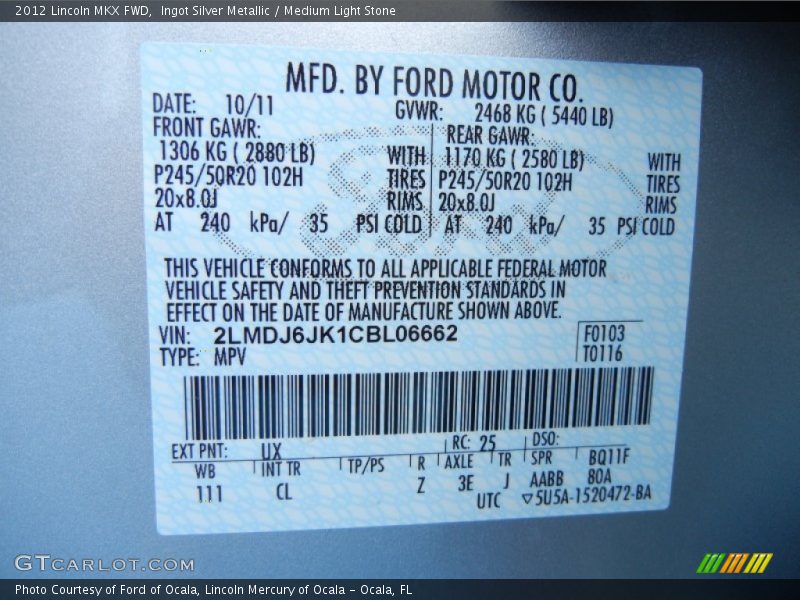 2012 Lincoln MKX FWD,  Ingot Silver Metallic / Medium Light Stone
MFD. BY FORD MOTOR CO.
DATE: 10/11 GVWR: 2468 KG ( 5440 LB)
FRONT GAWR: REAR GAWR:
1306 KG ( 2880 LB) WITH 1170 KG ( 2580 LB) WITH
P245/50R20 102H TIRES P245/50R20 102H TIRES
20x8.0J RIMS 20x8.0J RIMS
AT 240 kPa/ 35 PSI COLD AT 240 kPa/ 35 PSI COLD
THIS VEHICLE CONFORMS TO ALL APPLICABLE FEDERAL MOTOR
VEHICLE SAFETY AND THEFT PREVENTION STANDARDS IN
EFFECT ON THE DATE OF MANUFACTURE SHOWN ABOVE.
VIN: 2LMDJ6JK1CBL06662 F0103
TYPE: MPV T0116
EXT PNT: UX RC: 25 DSO:
WB INT TR TP/PS R AXLE TR SPR BQ11F
111 CL Z 3E J AABB 80A
UTC ▽5U5A-1520472-BA
GTCARLOT.COM
Photo Courtesy of Ford of Ocala, Lincoln Mercury of Ocala - Ocala, FL